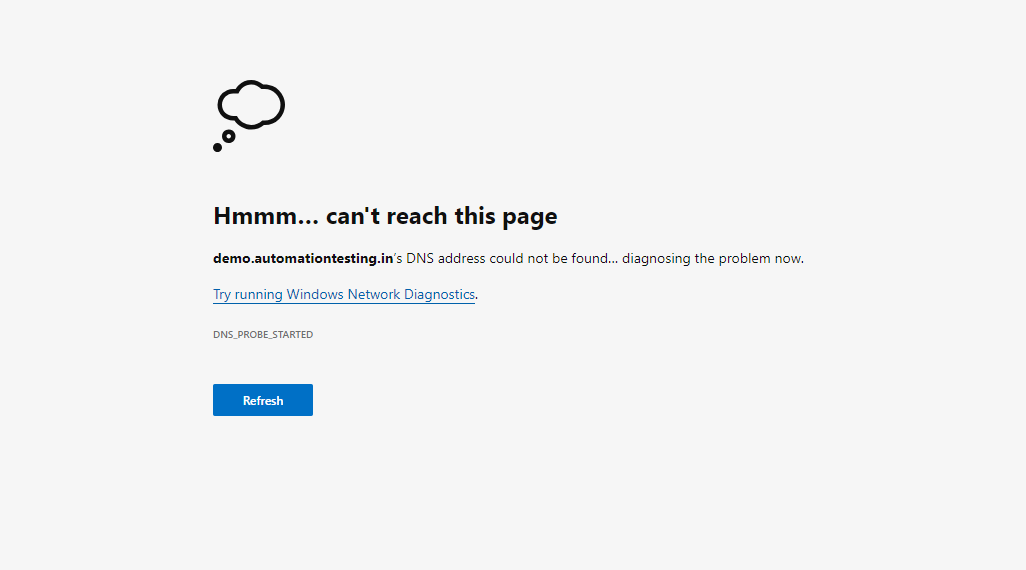 Hmmm… can't reach this page
demo.automationtesting.in's DNS address could not be found... diagnosing the problem now.
Try running Windows Network Diagnostics.
DNS_PROBE_STARTED
Refresh